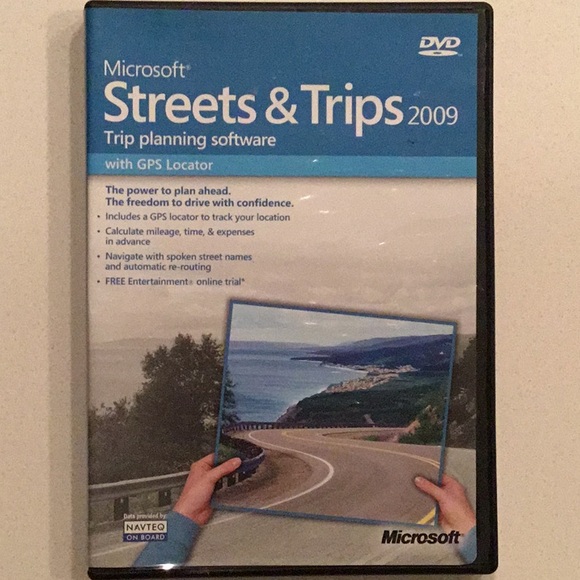 DVD
Microsoft®
Streets & Trips 2009
Trip planning software
with GPS Locator
The power to plan ahead.
The freedom to drive with confidence.
• Includes a GPS locator to track your location
• Calculate mileage, time, & expenses
in advance
• Navigate with spoken street names
and automatic re-routing
• FREE Entertainment® online trial*
Data provided by:
NAVTEQ
ON BOARD
Microsoft®